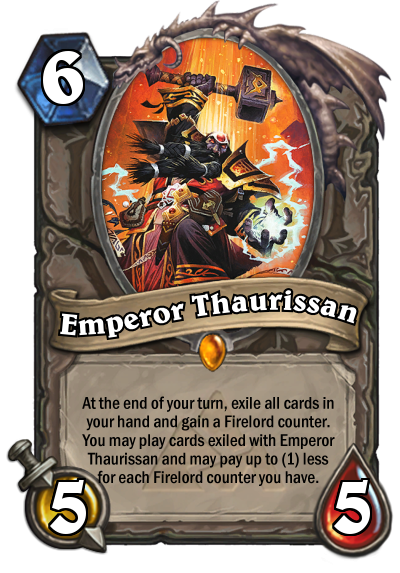 6
Emperor Thaurissan
At the end of your turn, exile all cards in
your hand and gain a Firelord counter.
You may play cards exiled with Emperor
Thaurissan and may pay up to (1) less
for each Firelord counter you have.
5
5